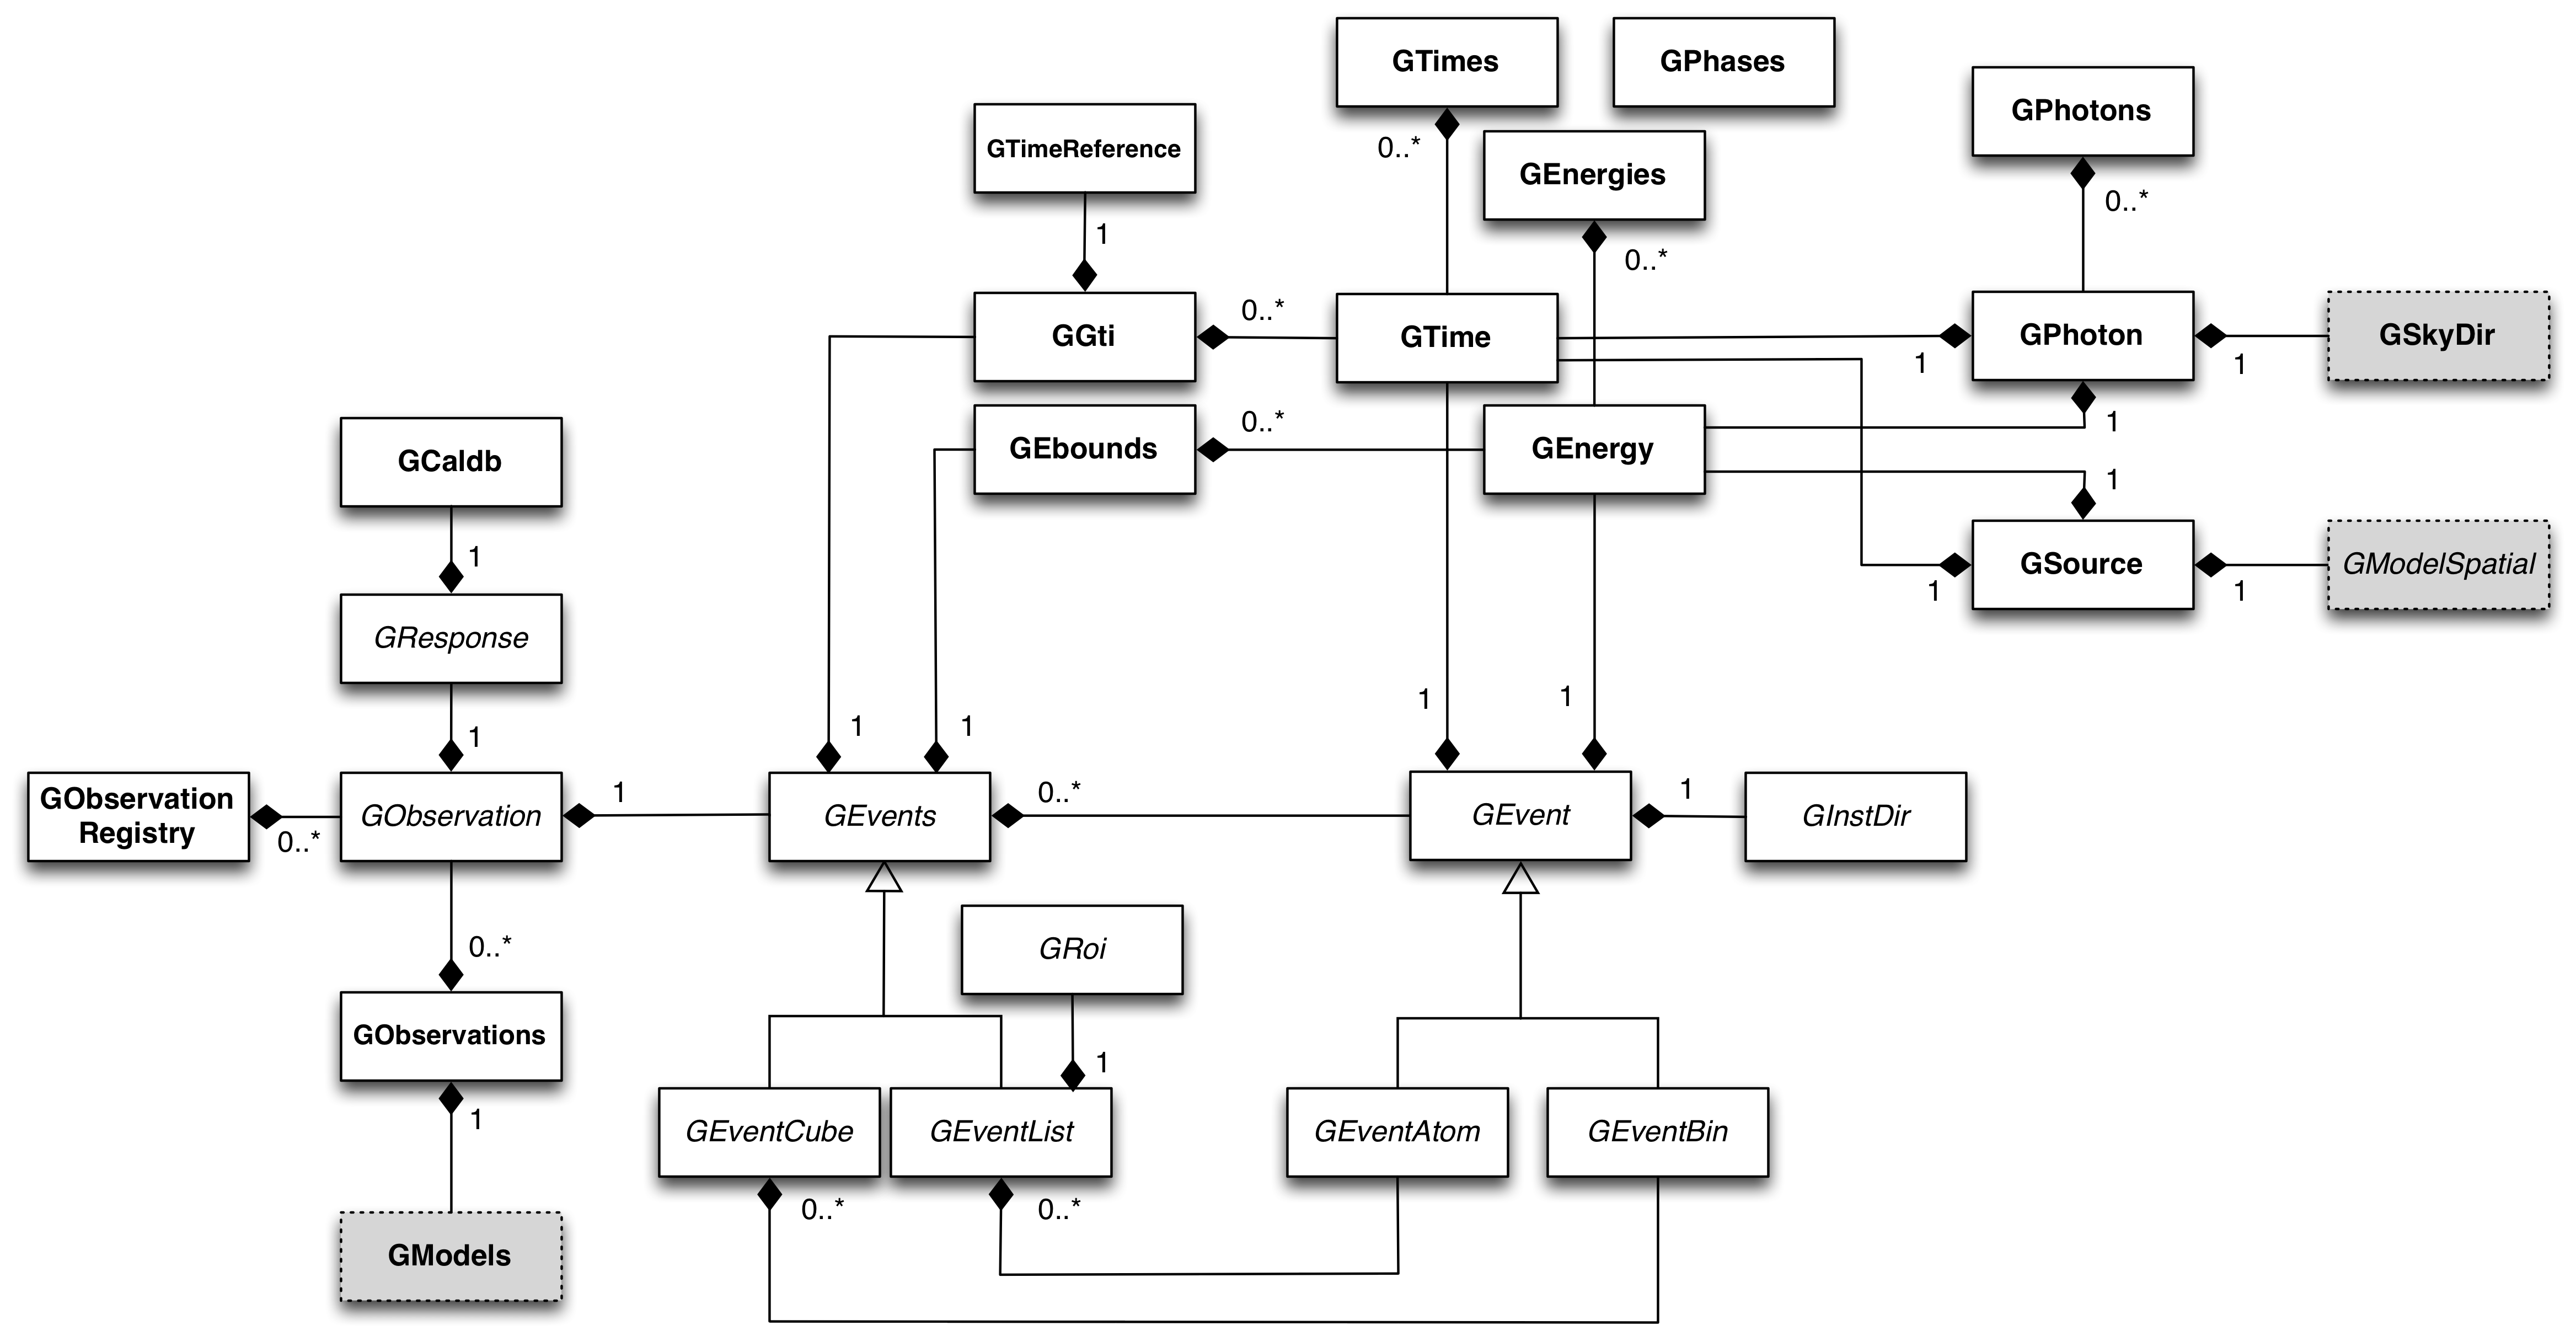 GTimes
GPhases
GPhotons
GTimeReference
0..*
GEnergies
0..*
1
0..*
GGti
0..*
GTime
1
GPhoton
1
GSkyDir
GEbounds
0..*
GEnergy
1
GCaldb
1
1
GSource
1
GModelSpatial
1
GResponse
1
1
1
1
1
GObservation
Registry
0..*
GObservation
1
GEvents
0..*
GEvent
1
GInstDir
0..*
GRoi
GObservations
1
1
GEventCube
GEventList
GEventAtom
GEventBin
0..*
0..*
GModels